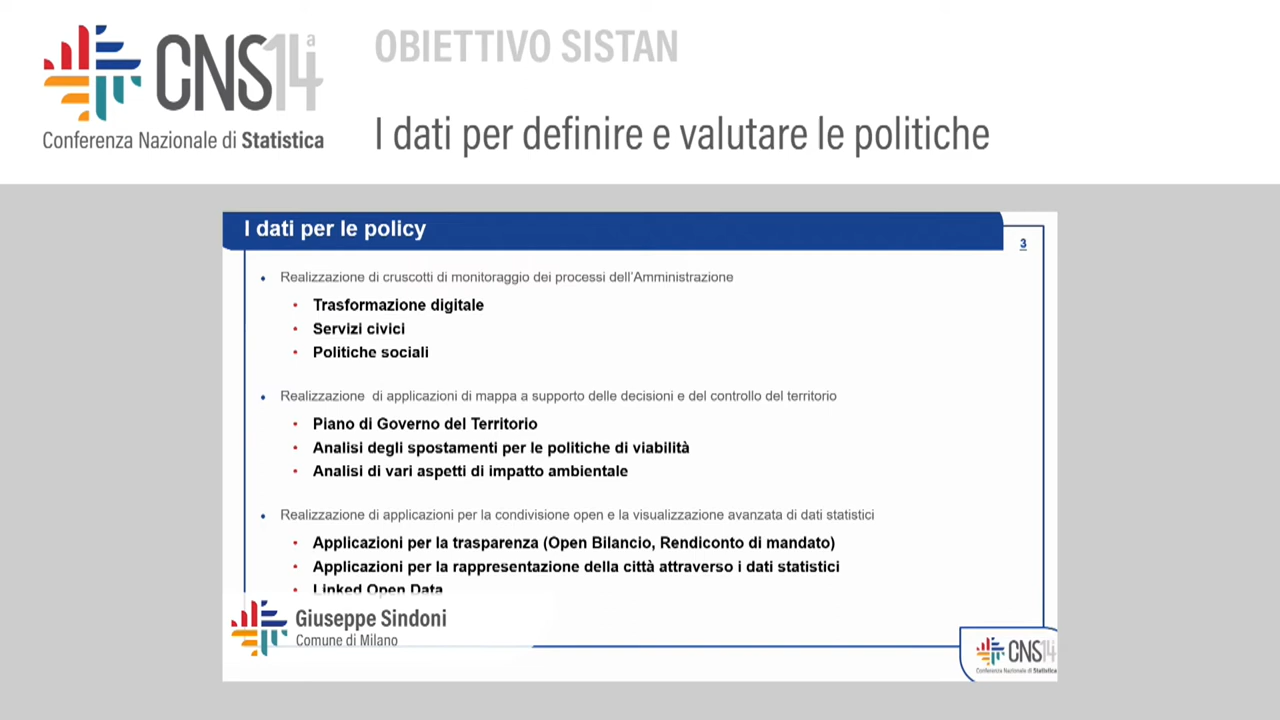 CNS14a
Conferenza Nazionale di Statistica
OBIETTIVO SISTAN
I dati per definire e valutare le politiche
I dati per le policy
3
• Realizzazione di cruscotti di monitoraggio dei processi dell'Amministrazione
• Trasformazione digitale
• Servizi civici
• Politiche sociali
• Realizzazione di applicazioni di mappa a supporto delle decisioni e del controllo del territorio
• Piano di Governo del Territorio
• Analisi degli spostamenti per le politiche di viabilità
• Analisi di vari aspetti di impatto ambientale
• Realizzazione di applicazioni per la condivisione open e la visualizzazione avanzata di dati statistici
• Applicazioni per la trasparenza (Open Bilancio, Rendiconto di mandato)
• Applicazioni per la rappresentazione della città attraverso i dati statistici
• Linked Open Data
Giuseppe Sindoni
Comune di Milano
CNS14
Conferenza Nazionale di Statistica